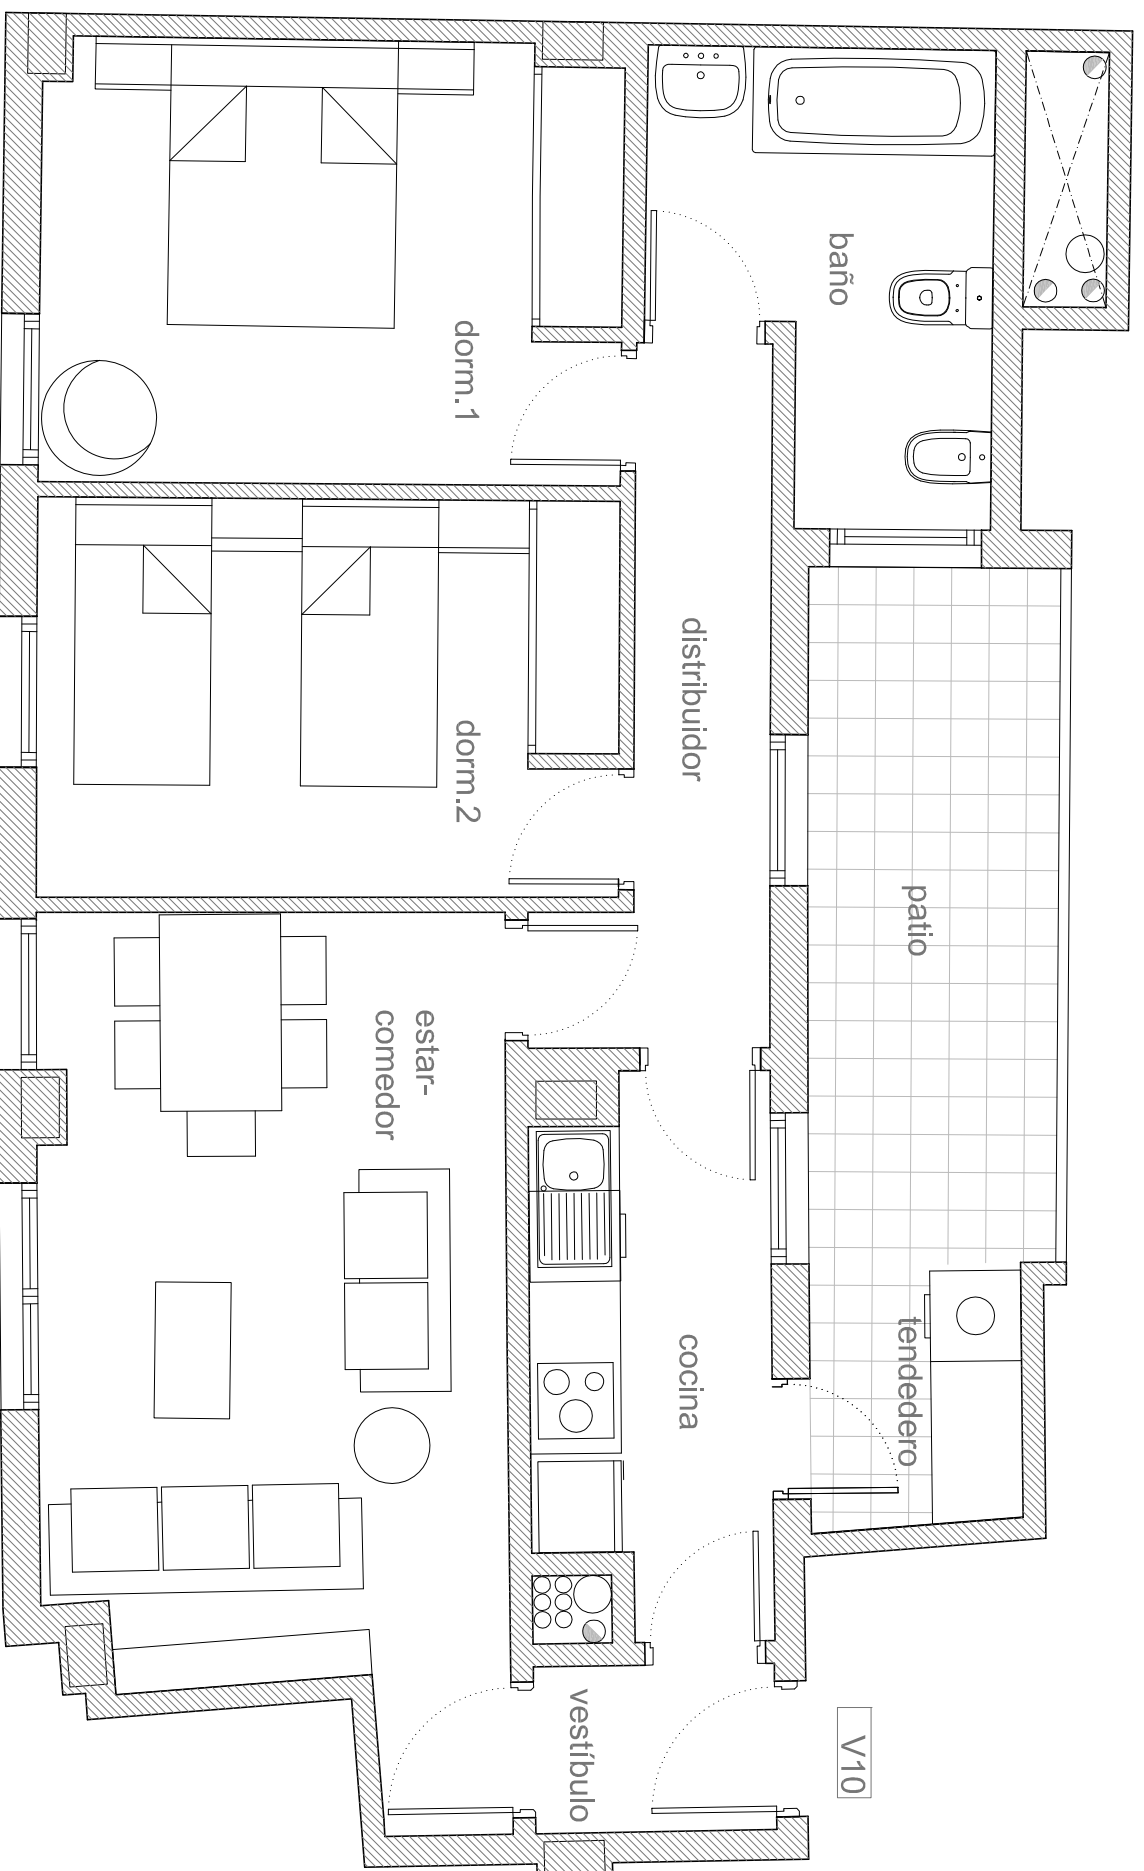 baño
dorm.1
distribuidor
dorm.2
patio
estar-
comedor
tendedero
cocina
vestíbulo
V10